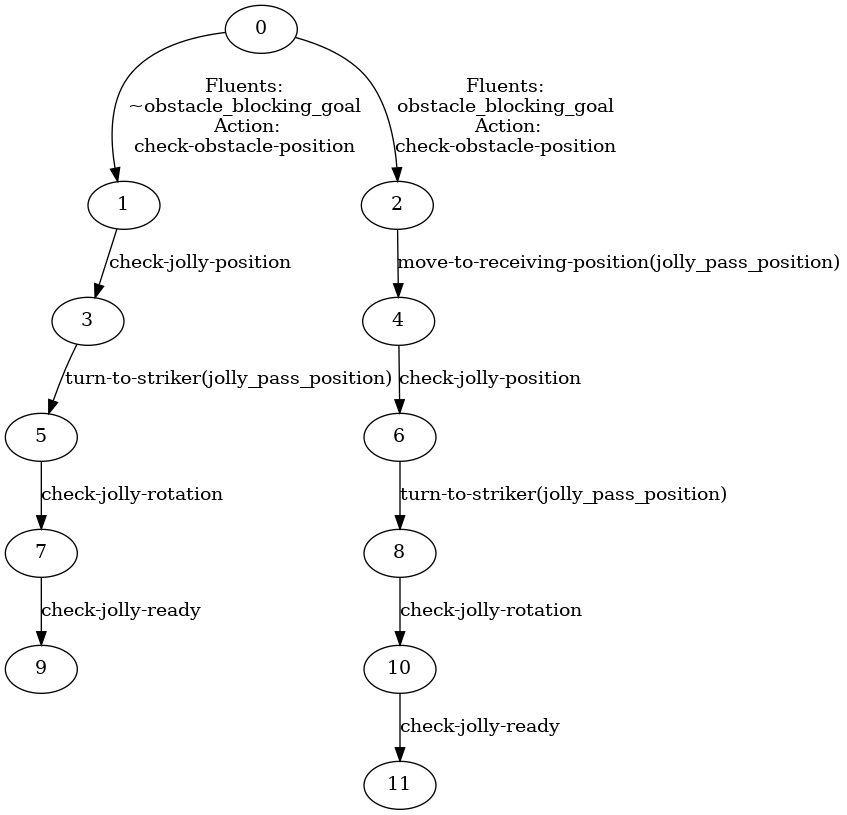 0
Fluents:
~obstacle_blocking_goal
Action:
check-obstacle-position
Fluents:
obstacle_blocking_goal
Action:
check-obstacle-position
1
2
check-jolly-position
move-to-receiving-position(jolly_pass_position)
3
4
turn-to-striker(jolly_pass_position)
check-jolly-position
5
6
check-jolly-rotation
turn-to-striker(jolly_pass_position)
7
8
check-jolly-ready
check-jolly-rotation
9
10
check-jolly-ready
11